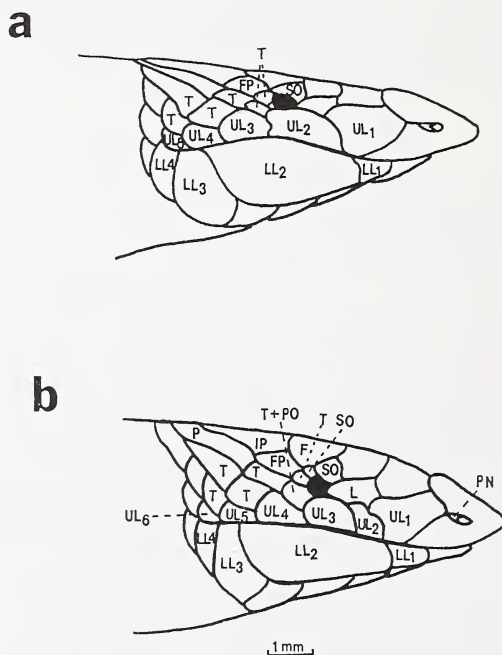 a
T
FP SO
T T T T
UL6 UL4 UL3 UL2 UL1
LL4 LL3 LL2 LL1
b
T+PO T SO
P IP F
FP SO PN
T T L
T T
UL6 UL5 UL4 UL3 UL2 UL1
LL4 LL3 LL2 LL1
1 mm